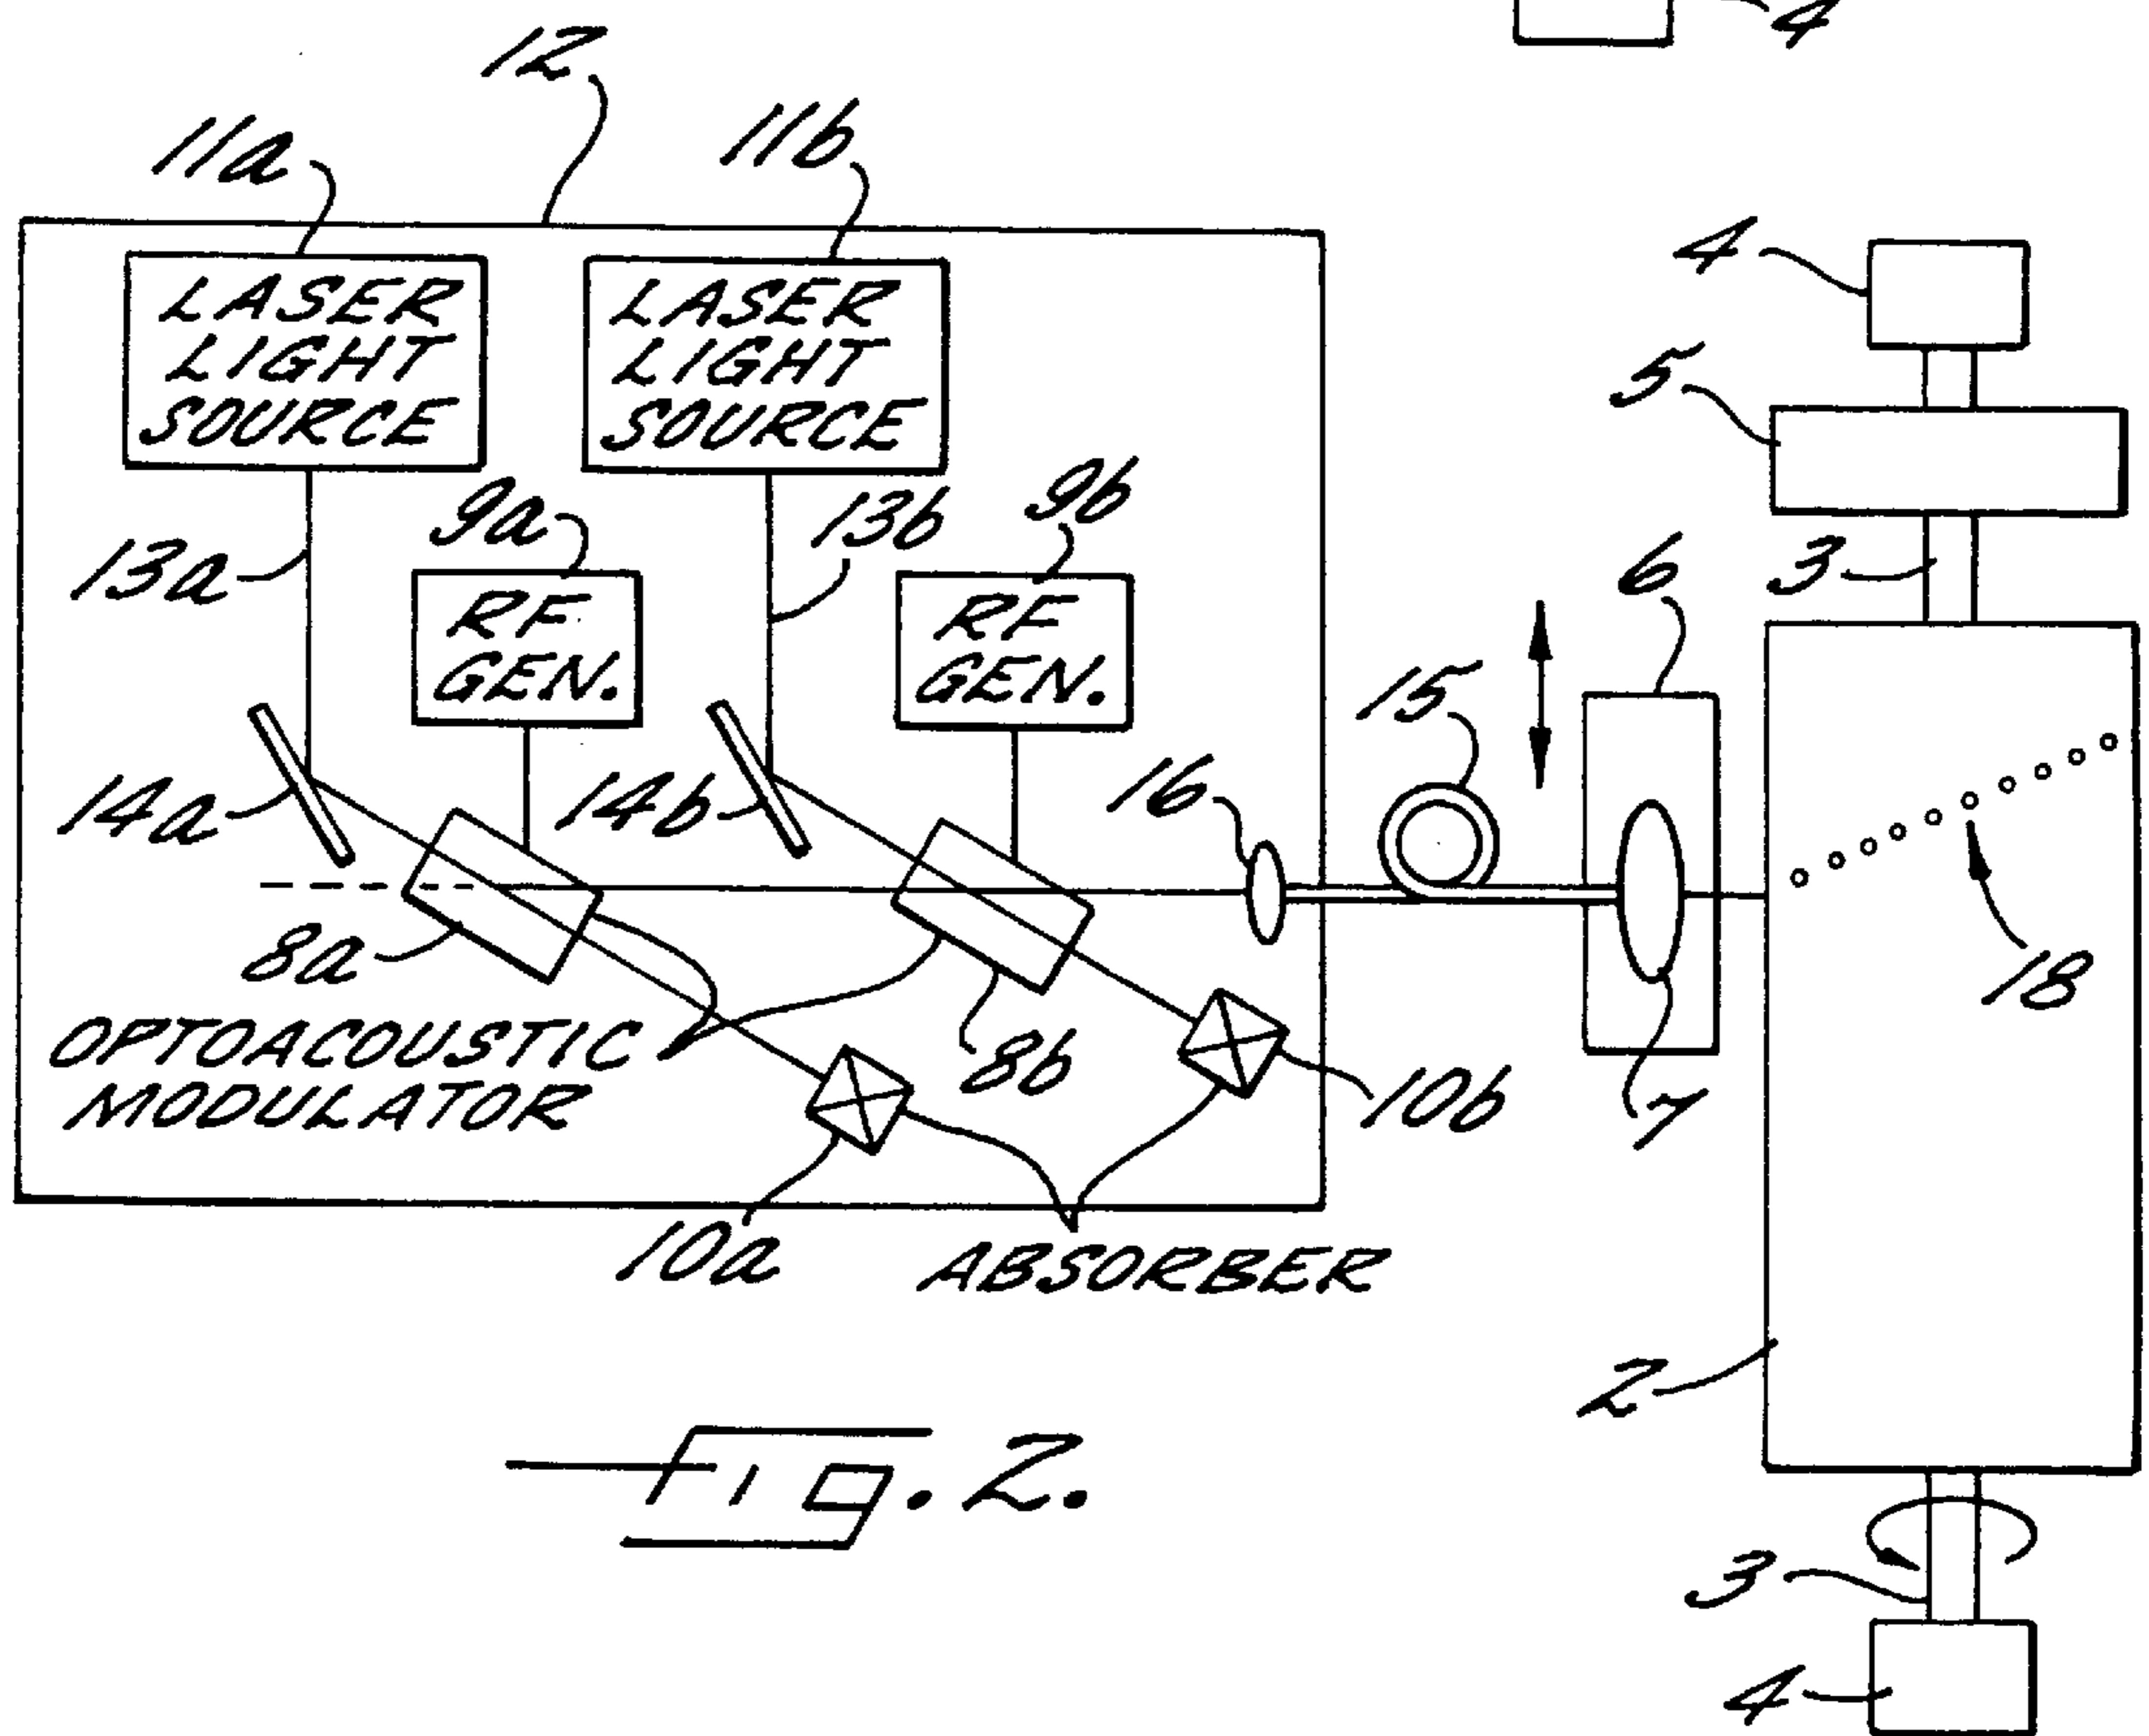 4
12
11a
11b
LASER
LIGHT
SOURCE
LASER
LIGHT
SOURCE
4
5
9a
13b
9b
13a
3
6
RF
GEN.
RF
GEN.
15
14a
14b
16
8a
18
OPTOACOUSTIC
MODULATOR
8b
10b
7
10a
ABSORBER
2
Fig. 2.
3
4